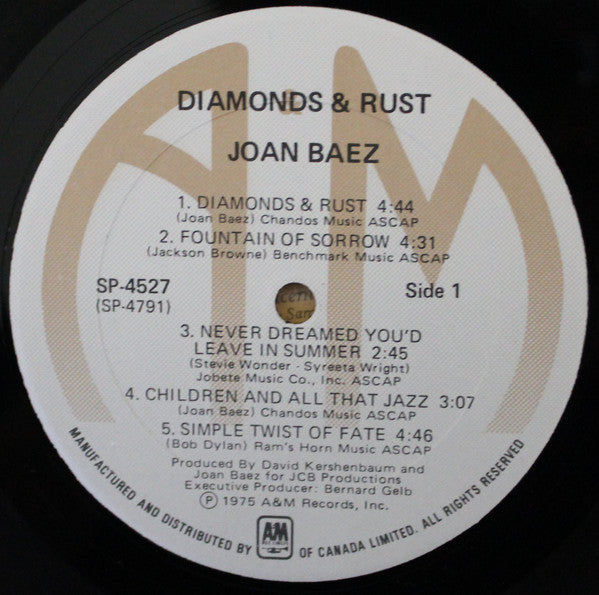 DIAMONDS & RUST
JOAN BAEZ
1. DIAMONDS & RUST 4:44
(Joan Baez) Chandos Music ASCAP
2. FOUNTAIN OF SORROW 4:31
(Jackson Browne) Benchmark Music ASCAP
SP-4527
(SP-4791)
Side 1
3. NEVER DREAMED YOU'D
LEAVE IN SUMMER 2:45
(Stevie Wonder - Syreeta Wright)
Jobete Music Co., Inc. ASCAP
4. CHILDREN AND ALL THAT JAZZ 3:07
(Joan Baez) Chandos Music ASCAP
5. SIMPLE TWIST OF FATE 4:46
(Bob Dylan) Ram's Horn Music ASCAP
Produced By David Kershenbaum and
Joan Baez for JCB Productions
Executive Producer: Bernard Gelb
Ⓟ 1975 A&M Records, Inc.
MANUFACTURED AND DISTRIBUTED BY A&M OF CANADA LIMITED. ALL RIGHTS RESERVED